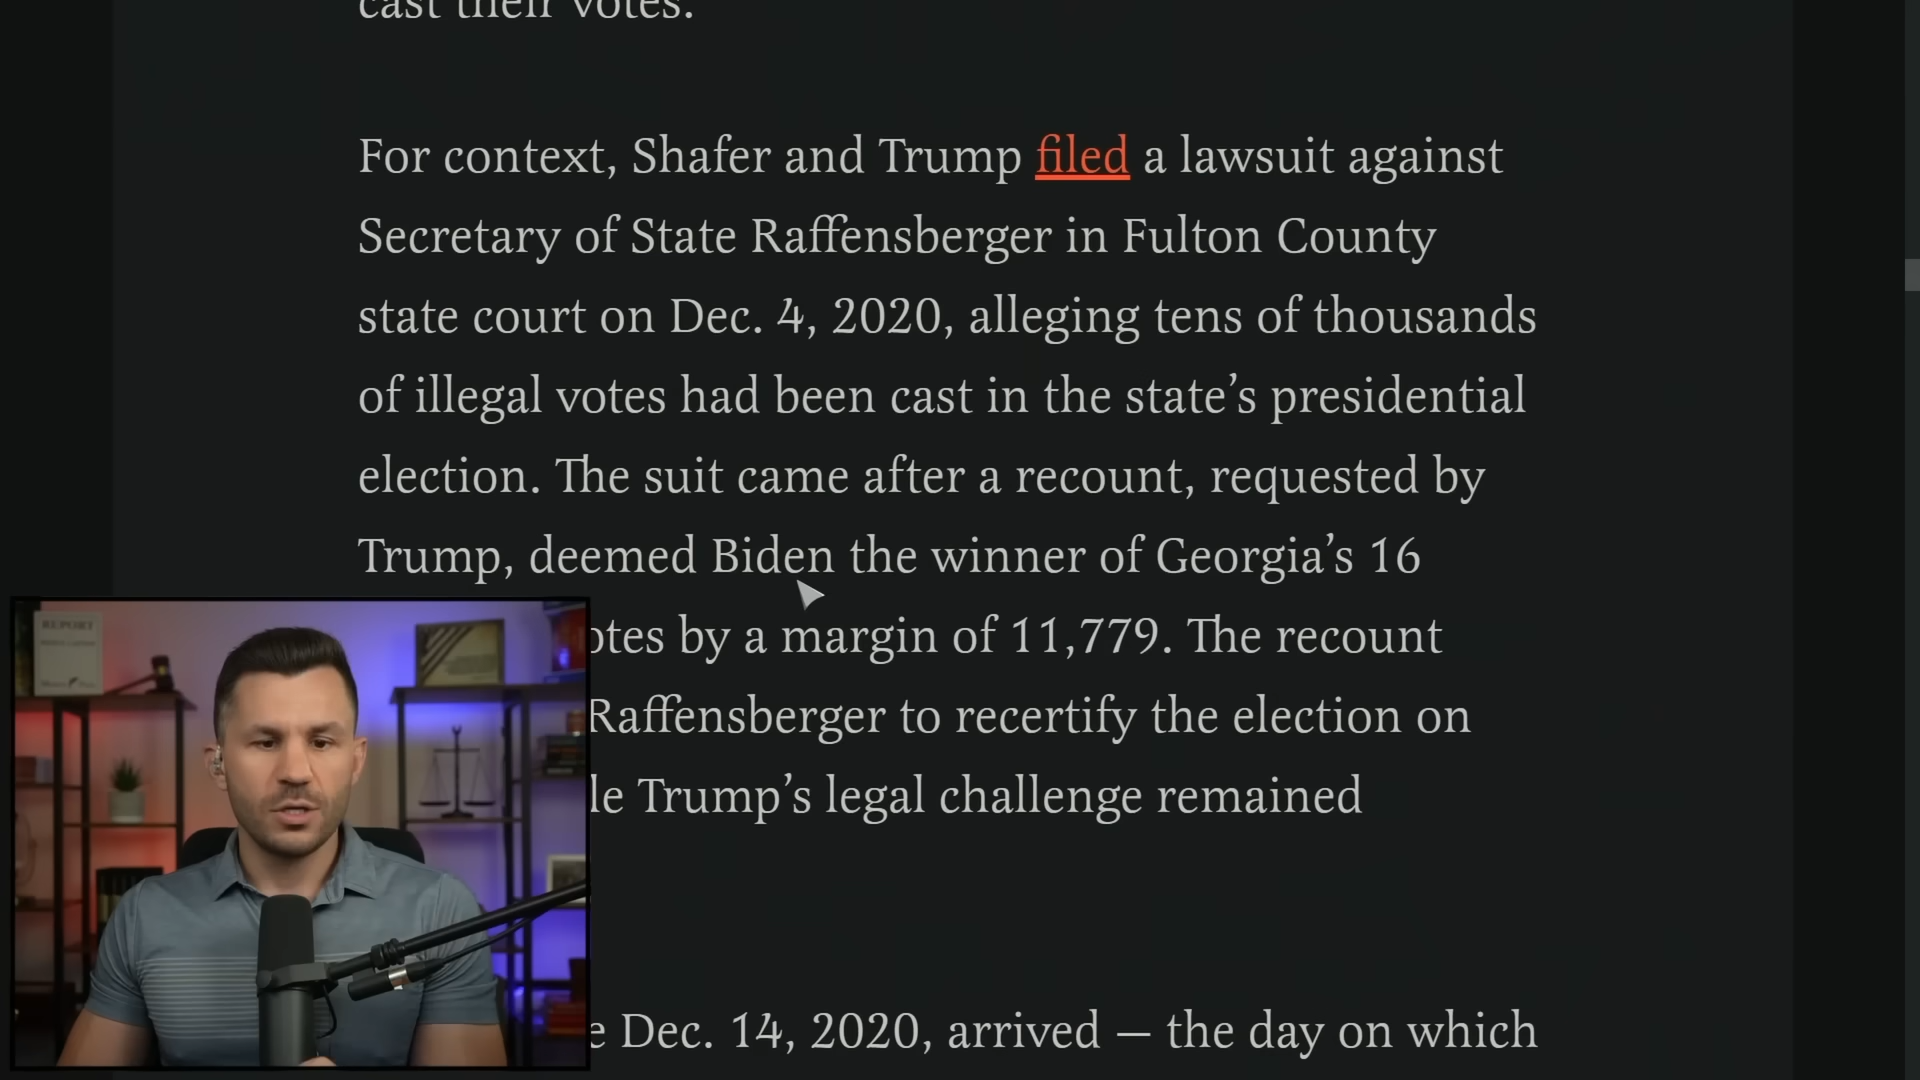 cast their votes.
For context, Shafer and Trump filed a lawsuit against
Secretary of State Raffensberger in Fulton County
state court on Dec. 4, 2020, alleging tens of thousands
of illegal votes had been cast in the state’s presidential
election. The suit came after a recount, requested by
Trump, deemed Biden the winner of Georgia’s 16
otes by a margin of 11,779. The recount
Raffensberger to recertify the election on
le Trump’s legal challenge remained
e Dec. 14, 2020, arrived — the day on which
REPORT